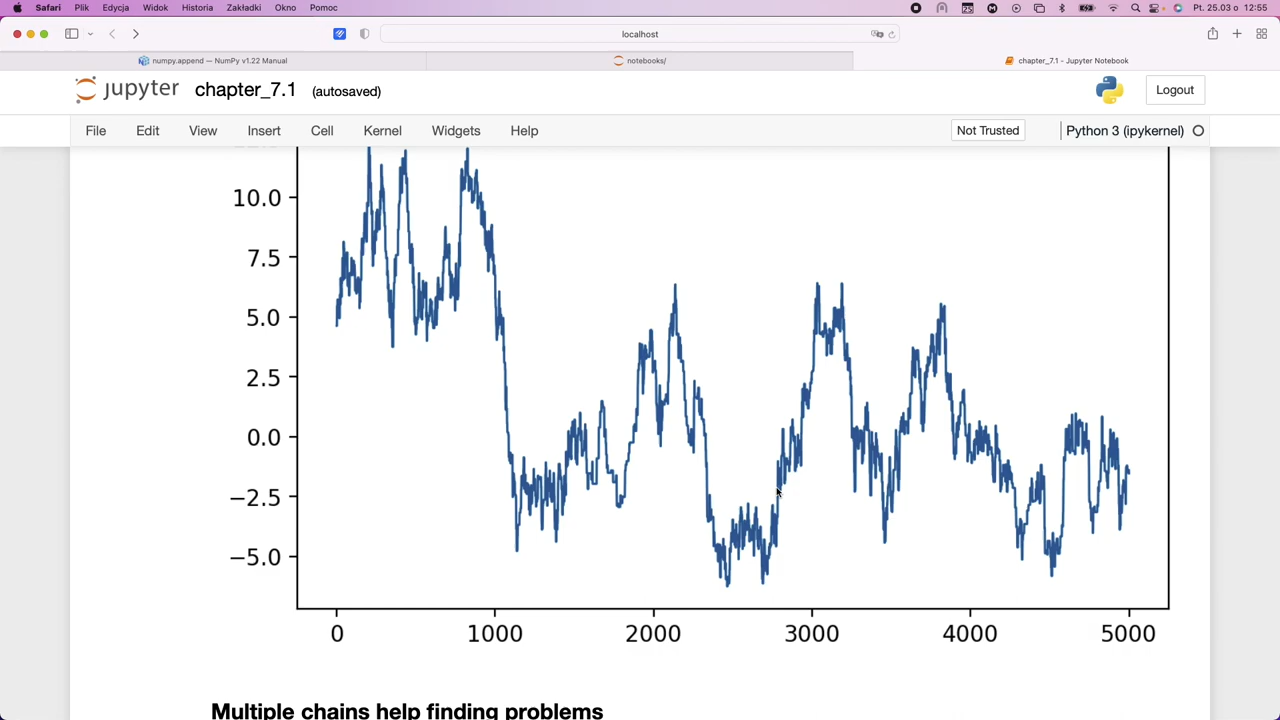 Safari Plik Edycja Widok Historia Zakładki Okno Pomoc Pt. 25.03 o 12:55
localhost
numpy.append — NumPy v1.22 Manual
notebooks/
chapter_7.1 - Jupyter Notebook
jupyter chapter_7.1 (autosaved)
Logout
File Edit View Insert Cell Kernel Widgets Help
Not Trusted
Python 3 (ipykernel)
10.0
7.5
5.0
2.5
0.0
−2.5
−5.0
0 1000 2000 3000 4000 5000
Multiple chains help finding problems